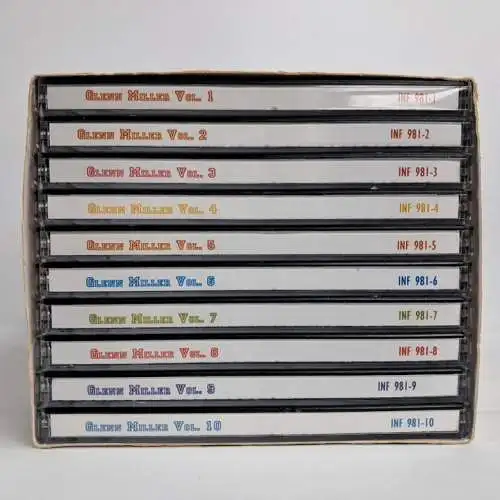 Glenn Miller Vol. 1 INF 981-1
Glenn Miller Vol. 2 INF 981-2
Glenn Miller Vol. 3 INF 981-3
Glenn Miller Vol. 4 INF 981-4
Glenn Miller Vol. 5 INF 981-5
Glenn Miller Vol. 6 INF 981-6
Glenn Miller Vol. 7 INF 981-7
Glenn Miller Vol. 8 INF 981-8
Glenn Miller Vol. 9 INF 981-9
Glenn Miller Vol. 10 INF 981-10